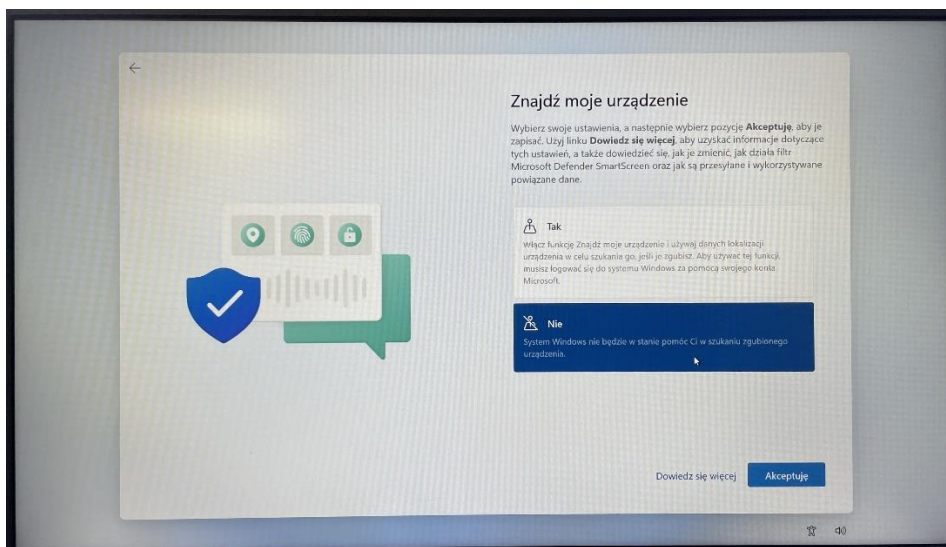 Znajdź moje urządzenie
Wybierz swoje ustawienia, a następnie wybierz pozycję Akceptuję, aby je
zapisać. Użyj linku Dowiedz się więcej, aby uzyskać informacje dotyczące
tych ustawień, a także dowiedzieć się, jak je zmienić, jak działa filtr
Microsoft Defender SmartScreen oraz jak są przesyłane i wykorzystywane
powiązane dane.
Tak
Włącz funkcję Znajdź moje urządzenie i używaj danych lokalizacji
urządzenia w celu szukania go, jeśli je zgubisz. Aby używać tej funkcji,
musisz logować się do systemu Windows za pomocą swojego konta
Microsoft.
Nie
System Windows nie będzie w stanie pomóc Ci w szukaniu zgubionego
urządzenia.
Dowiedz się więcej
Akceptuję